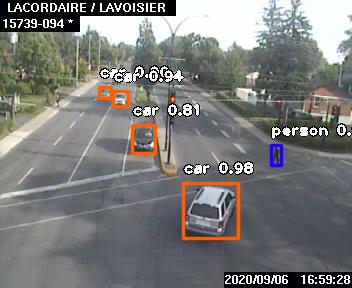 LACORDAIRE / LAVOISIER
15739-094 *
car 0.94
car 0.81
person 0.
car 0.98
2020/09/06 16:59:28